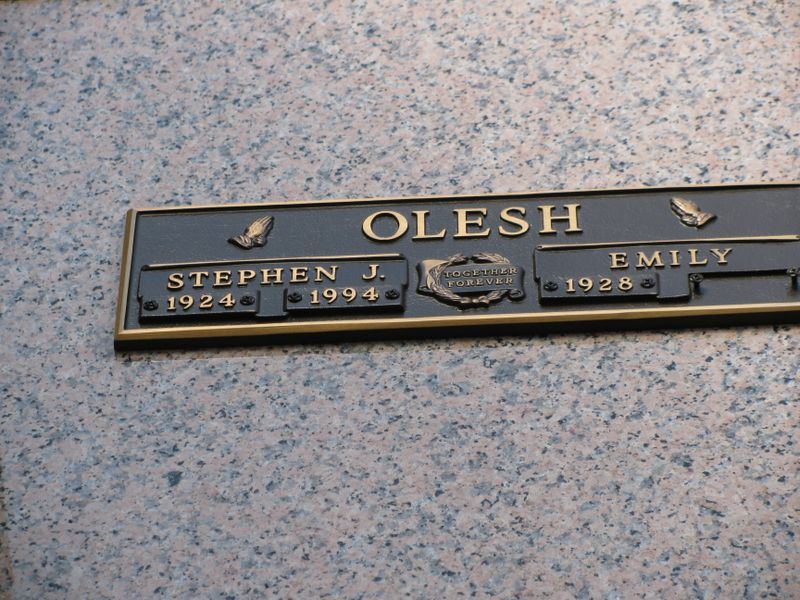 OLESH
STEPHEN J.
1924 1994
TOGETHER
FOREVER
EMILY
1928